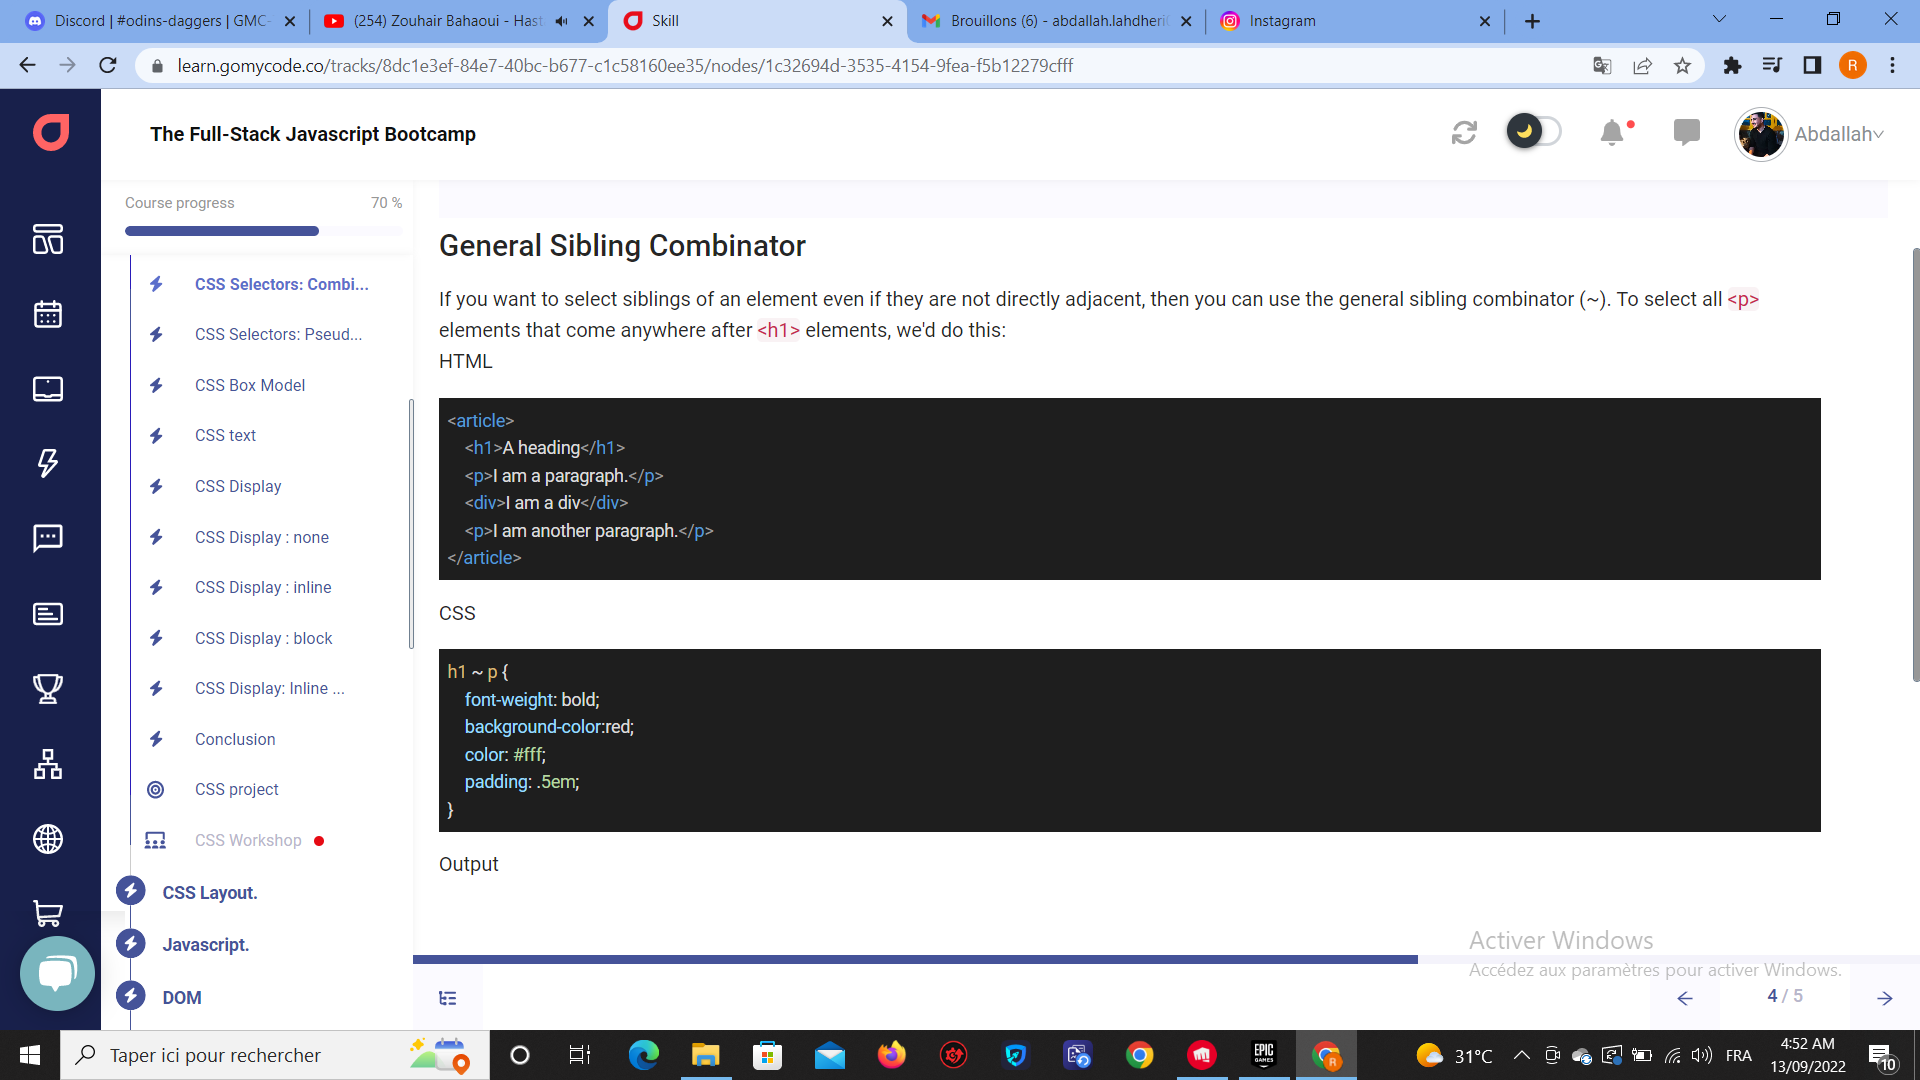 Discord | #odins-daggers | GMC-
(254) Zouhair Bahaoui - Hast
Skill
Brouillons (6) - abdallah.lahdheri
Instagram
learn.gomycode.co/tracks/8dc1e3ef-84e7-40bc-b677-c1c58160ee35/nodes/1c32694d-3535-4154-9fea-f5b12279cfff
R
The Full-Stack Javascript Bootcamp
Abdallah
Course progress
70 %
CSS Selectors: Combi...
CSS Selectors: Pseud...
CSS Box Model
CSS text
CSS Display
CSS Display : none
CSS Display : inline
CSS Display : block
CSS Display: Inline ...
Conclusion
CSS project
CSS Workshop
CSS Layout.
Javascript.
DOM
General Sibling Combinator
If you want to select siblings of an element even if they are not directly adjacent, then you can use the general sibling combinator (~). To select all <p>
elements that come anywhere after <h1> elements, we'd do this:
HTML
<article>
<h1>A heading</h1>
<p>I am a paragraph.</p>
<div>I am a div</div>
<p>I am another paragraph.</p>
</article>
CSS
h1 ~ p {
font-weight: bold;
background-color:red;
color: #fff;
padding: .5em;
}
Output
Activer Windows
Accédez aux paramètres pour activer Windows.
4 / 5
Taper ici pour rechercher
EPIC
GAMES
R
31°C
FRA
4:52 AM
13/09/2022
10